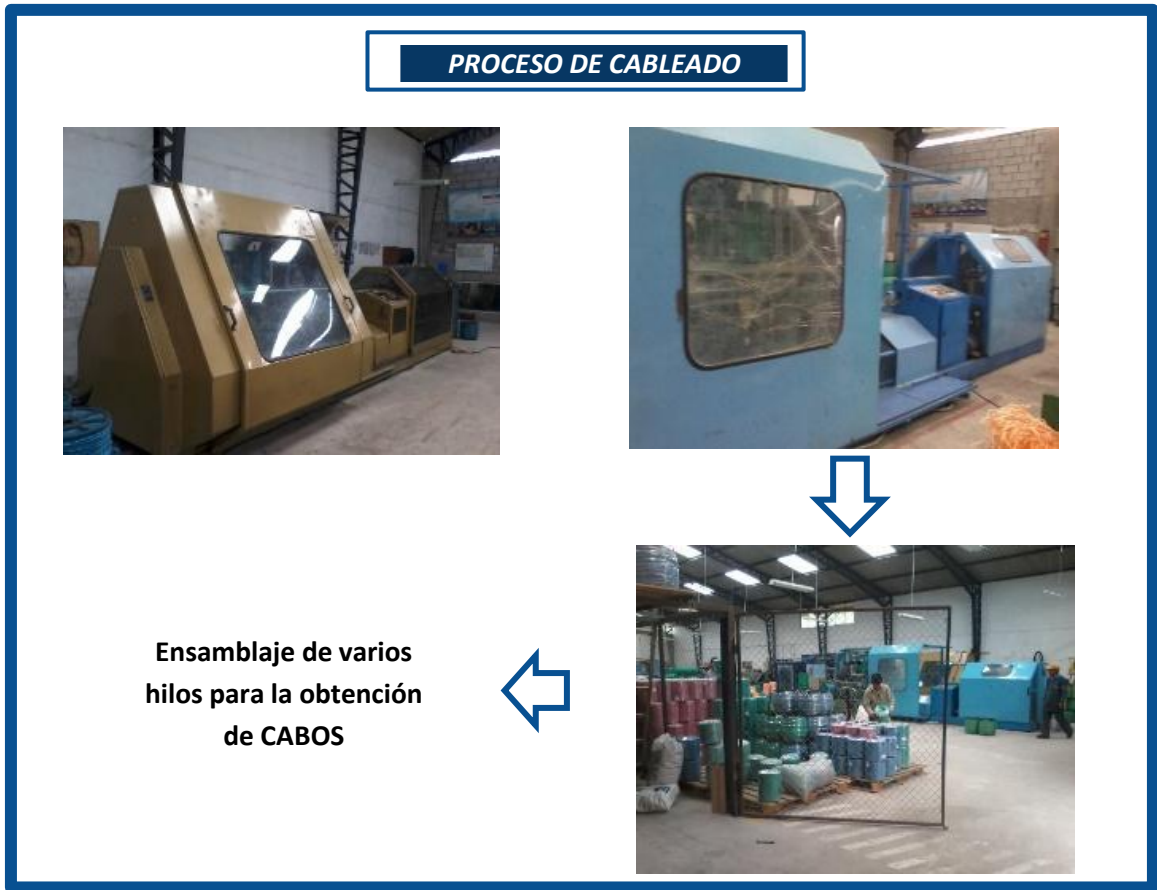 PROCESO DE CABLEADO
Ensamblaje de varios
hilos para la obtención
de CABOS